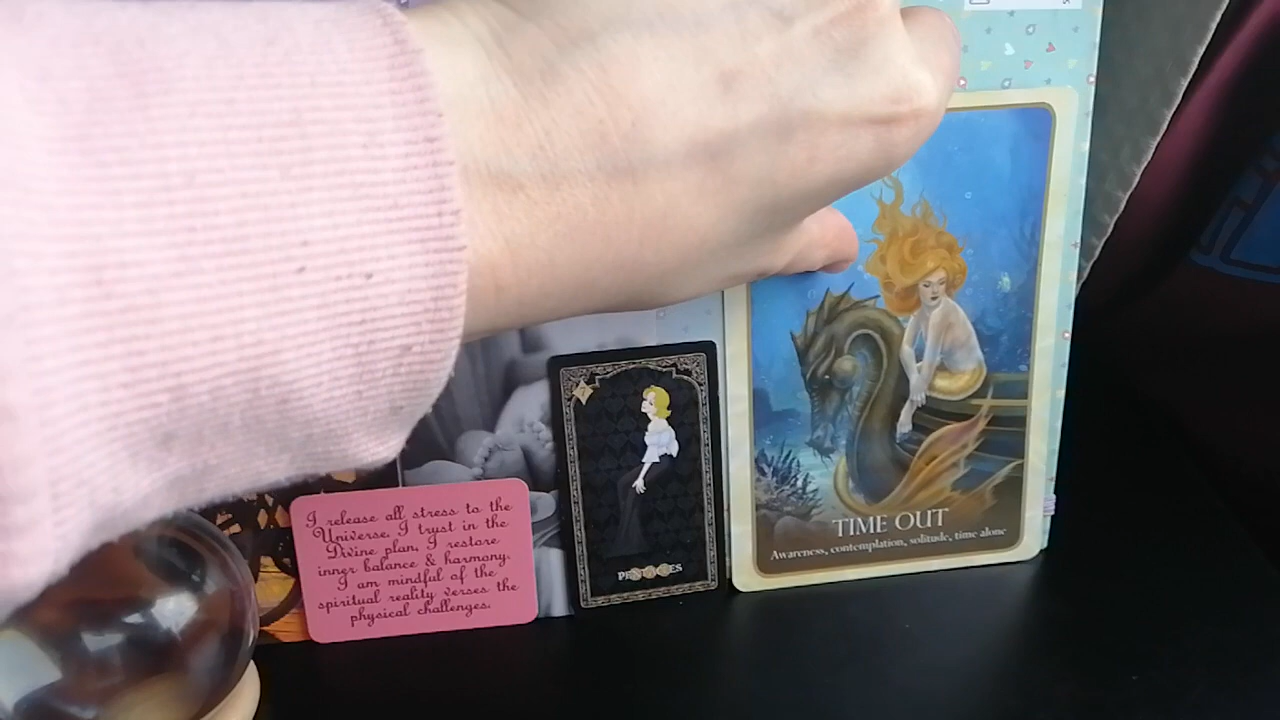 I release all stress to the
Universe. I trust in the
Divine plan. I restore
inner balance & harmony.
I am mindful of the
spiritual reality verses the
physical challenges.
TIME OUT
Awareness, contemplation, solitude, time alone